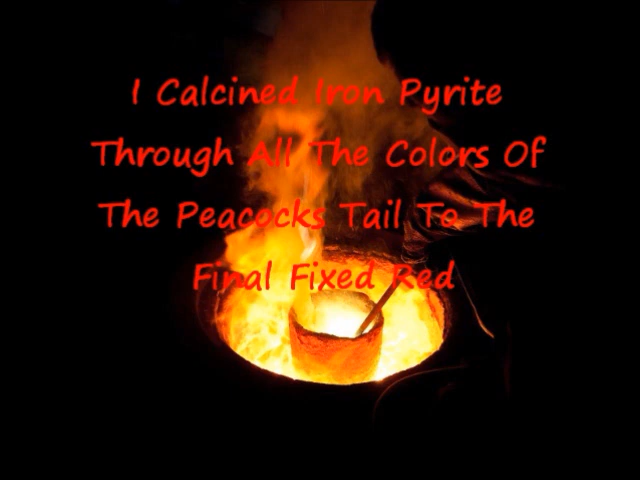 I Calcined Iron Pyrite
Through All The Colors Of
The Peacocks Tail To The
Final Fixed Red